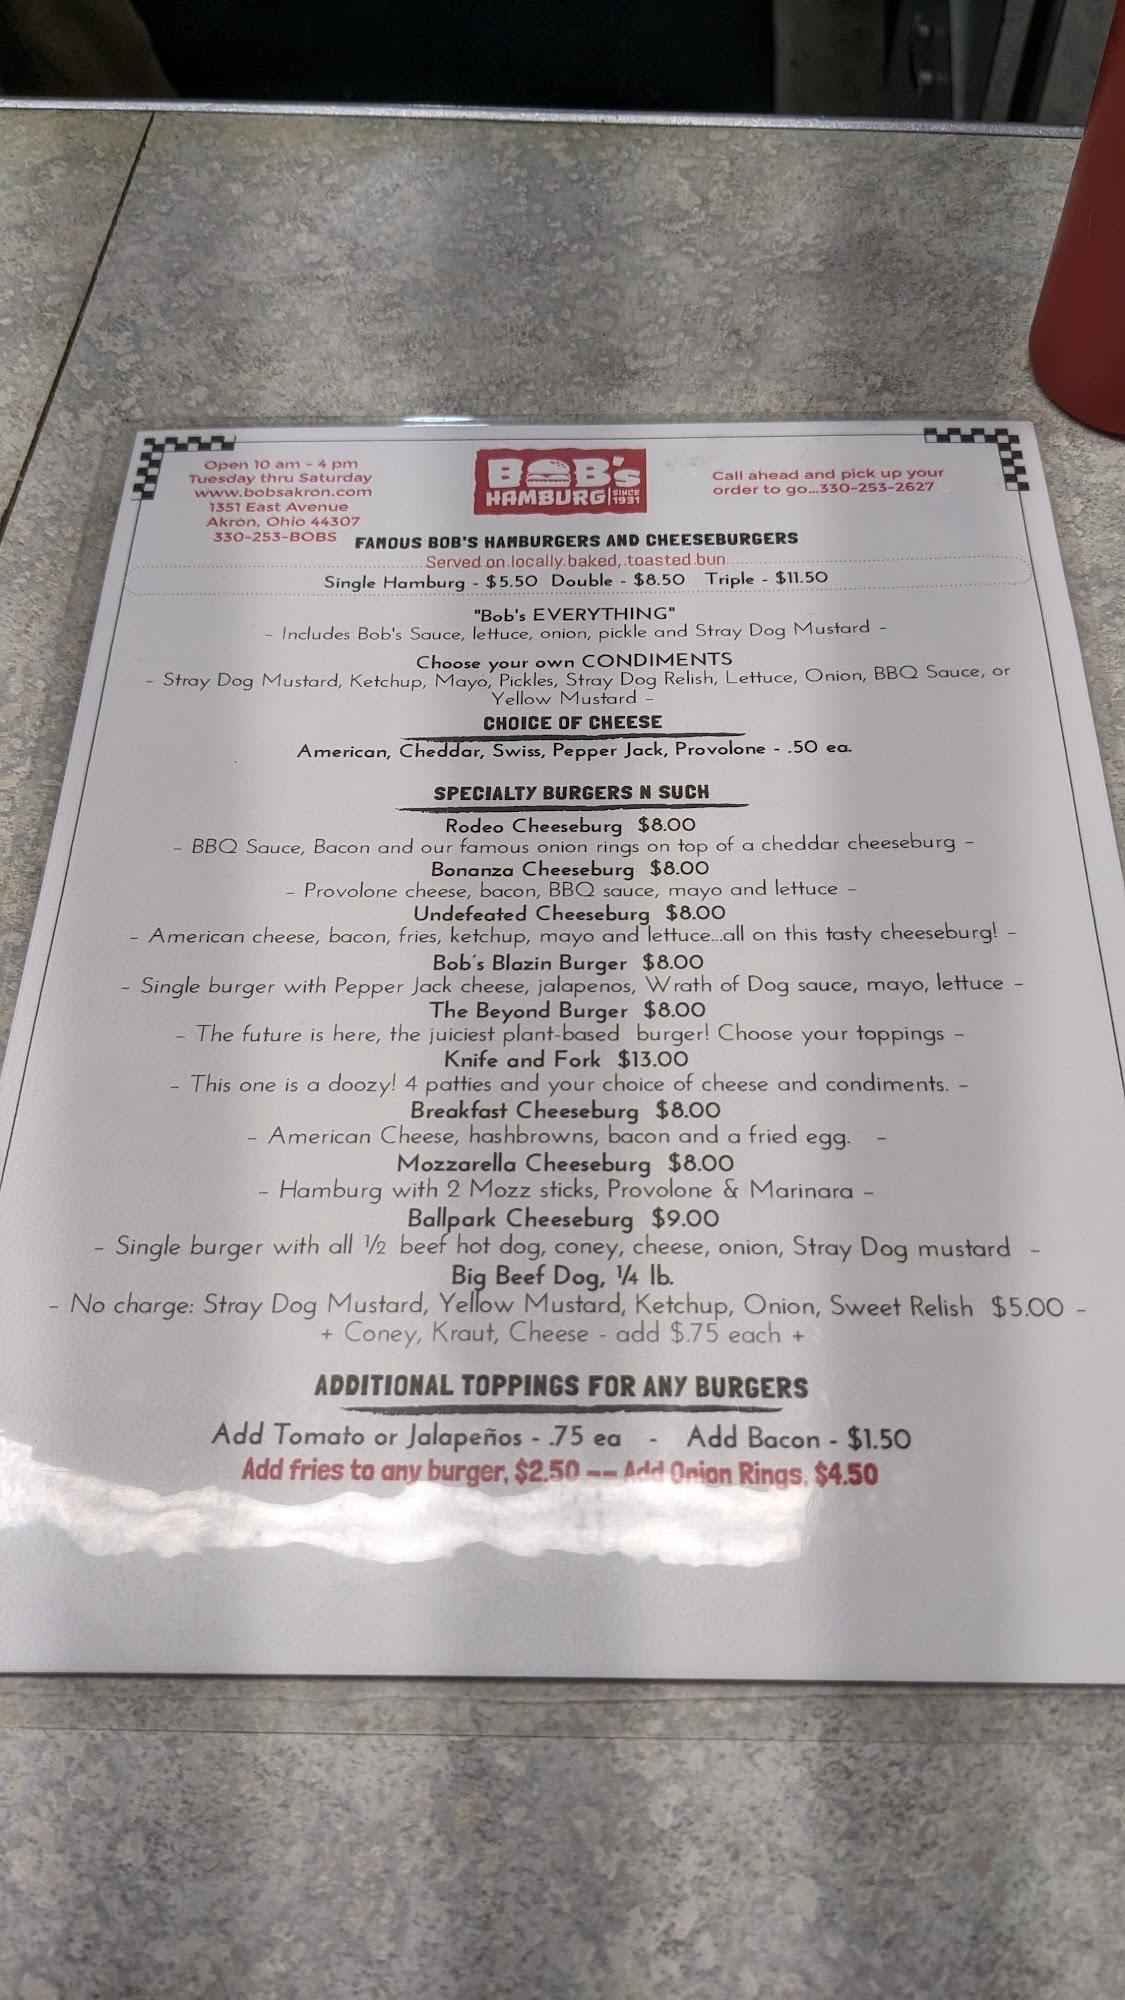 Open 10 am - 4 pm
Tuesday thru Saturday
www.bobsakron.com
1351 East Avenue
Akron, Ohio 44307
330-253-BOBS
BOB's
HAMBURG SINCE 1931
Call ahead and pick up your
order to go...330-253-2627
FAMOUS BOB'S HAMBURGERS AND CHEESEBURGERS
Served on locally baked, toasted bun
Single Hamburg - $5.50 Double - $8.50 Triple - $11.50
"Bob's EVERYTHING"
- Includes Bob's Sauce, lettuce, onion, pickle and Stray Dog Mustard -
Choose your own CONDIMENTS
- Stray Dog Mustard, Ketchup, Mayo, Pickles, Stray Dog Relish, Lettuce, Onion, BBQ Sauce, or
Yellow Mustard -
CHOICE OF CHEESE
American, Cheddar, Swiss, Pepper Jack, Provolone - .50 ea.
SPECIALTY BURGERS N SUCH
Rodeo Cheeseburg $8.00
- BBQ Sauce, Bacon and our famous onion rings on top of a cheddar cheeseburg -
Bonanza Cheeseburg $8.00
- Provolone cheese, bacon, BBQ sauce, mayo and lettuce -
Undefeated Cheeseburg $8.00
- American cheese, bacon, fries, ketchup, mayo and lettuce...all on this tasty cheeseburg! -
Bob's Blazin Burger $8.00
- Single burger with Pepper Jack cheese, jalapenos, Wrath of Dog sauce, mayo, lettuce -
The Beyond Burger $8.00
- The future is here, the juiciest plant-based burger! Choose your toppings -
Knife and Fork $13.00
- This one is a doozy! 4 patties and your choice of cheese and condiments. -
Breakfast Cheeseburg $8.00
- American Cheese, hashbrowns, bacon and a fried egg. -
Mozzarella Cheeseburg $8.00
- Hamburg with 2 Mozz sticks, Provolone & Marinara -
Ballpark Cheeseburg $9.00
- Single burger with all ½ beef hot dog, coney, cheese, onion, Stray Dog mustard -
Big Beef Dog, ¼ lb.
- No charge: Stray Dog Mustard, Yellow Mustard, Ketchup, Onion, Sweet Relish $5.00 -
+ Coney, Kraut, Cheese - add $.75 each +
ADDITIONAL TOPPINGS FOR ANY BURGERS
Add Tomato or Jalapeños - .75 ea - Add Bacon - $1.50
Add fries to any burger, $2.50 -- Add Onion Rings, $4.50